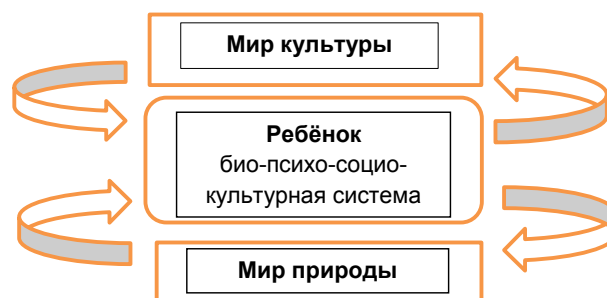 Мир культуры
Ребёнок
био-психо-социо-
культурная система
Мир природы